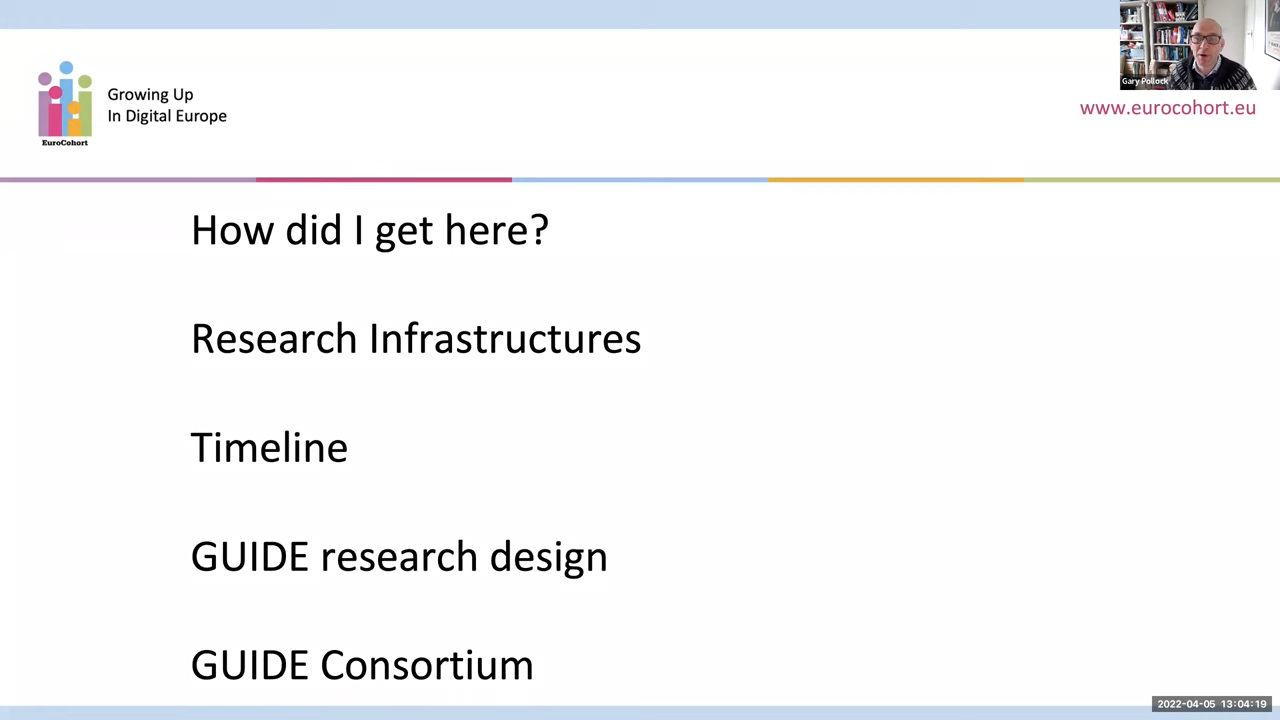 Growing Up
In Digital Europe
EuroCohort
Gary Pollock
www.eurocohort.eu
How did I get here?
Research Infrastructures
Timeline
GUIDE research design
GUIDE Consortium
2022-04-05 13:04:19